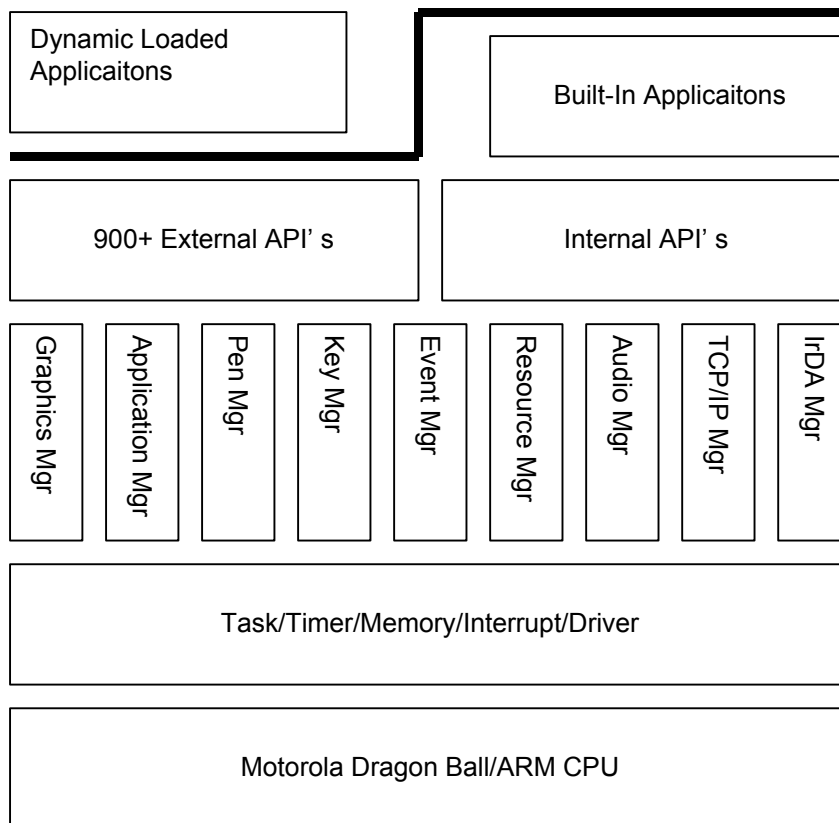 Dynamic Loaded
Applicaitons
Built-In Applicaitons
900+ External API’ s
Internal API’ s
Graphics Mgr
Application Mgr
Pen Mgr
Key Mgr
Event Mgr
Resource Mgr
Audio Mgr
TCP/IP Mgr
IrDA Mgr
Task/Timer/Memory/Interrupt/Driver
Motorola Dragon Ball/ARM CPU